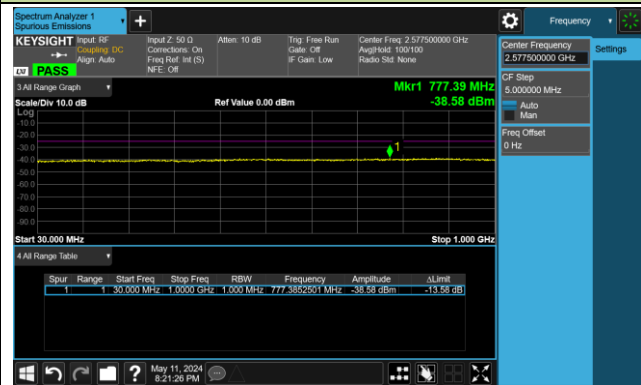 Spectrum Analyzer 1
Spurious Emissions
Frequency
KEYSIGHT
Input: RF
Coupling: DC
Align: Auto
Input Z: 50 Ω
Corrections: On
Freq Ref: Int (S)
NFE: Off
Atten: 10 dB
Trig: Free Run
Gate: Off
IF Gain: Low
Center Freq: 2.577500000 GHz
Avg|Hold: 100/100
Radio Std: None
LXI PASS
Center Frequency
2.577500000 GHz
Settings
CF Step
5.000000 MHz
Auto
Man
Freq Offset
0 Hz
3 All Range Graph
Mkr1 777.39 MHz
Scale/Div 10.0 dB
Ref Value 0.00 dBm
-38.58 dBm
Log
-10.0
-20.0
-30.0
-40.0
-50.0
-60.0
-70.0
-80.0
-90.0
1
Start 30.000 MHz
Stop 1.000 GHz
4 All Range Table
Spur Range Start Freq Stop Freq RBW Frequency Amplitude ΔLimit
1 1 30.000 MHz 1.0000 GHz 1.000 MHz 777.3852501 MHz -38.58 dBm -13.58 dB
?
May 11, 2024
8:21:26 PM